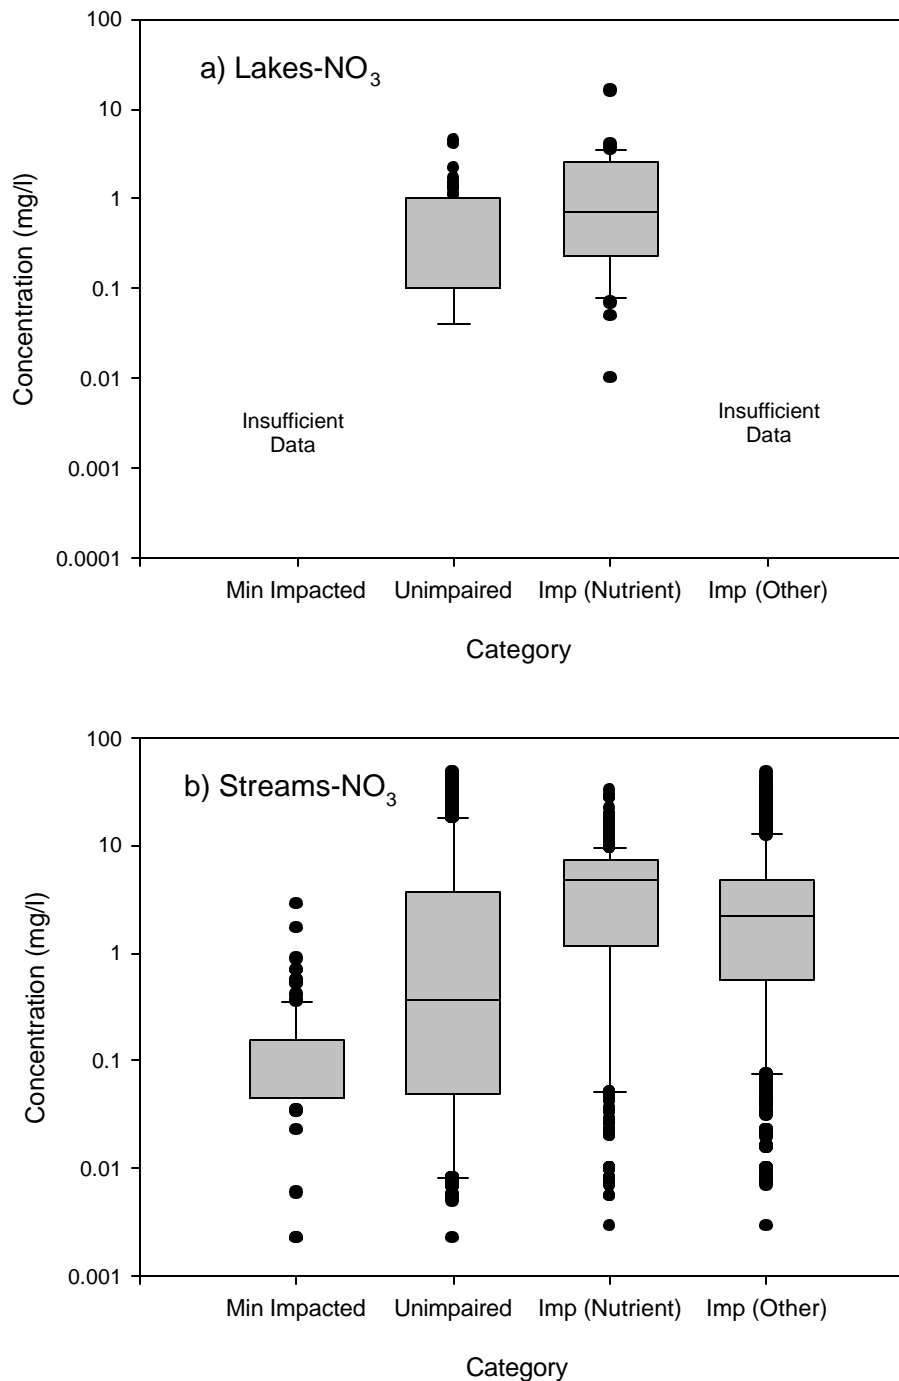 100
a) Lakes-NO3
10
1
0.1
0.01
0.001
0.0001
Concentration (mg/l)
Insufficient
Data
Insufficient
Data
Min Impacted Unimpaired Imp (Nutrient) Imp (Other)
Category
100
b) Streams-NO3
10
1
0.1
0.01
0.001
Concentration (mg/l)
Min Impacted Unimpaired Imp (Nutrient) Imp (Other)
Category